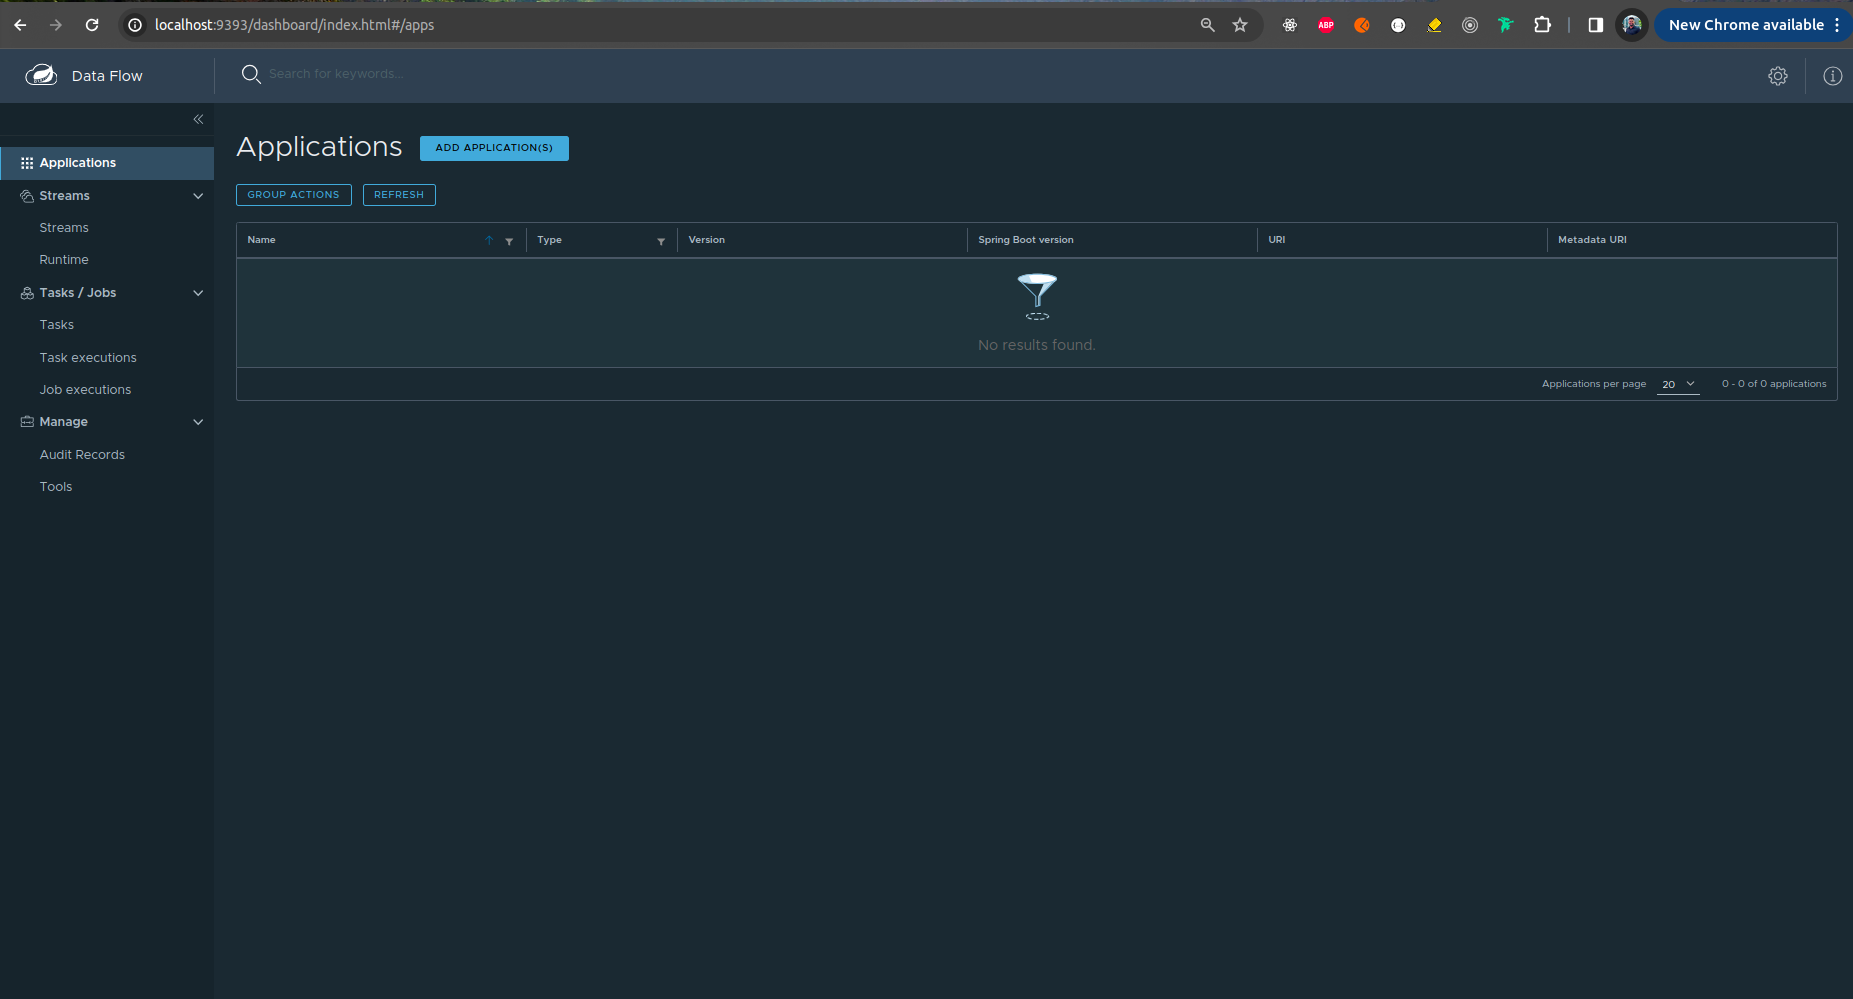 localhost:9393/dashboard/index.html#/apps
ABP
New Chrome available
Data Flow
Search for keywords...
Applications
Streams
Streams
Runtime
Tasks / Jobs
Tasks
Task executions
Job executions
Manage
Audit Records
Tools
Applications
ADD APPLICATION(S)
GROUP ACTIONS
REFRESH
Name
Type
Version
Spring Boot version
URI
Metadata URI
No results found.
Applications per page
20
0 - 0 of 0 applications